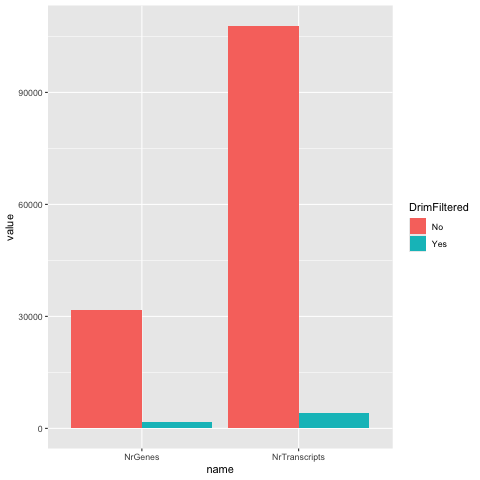 90000
60000
30000
0
value
NrGenes
NrTranscripts
name
DrimFiltered
No
Yes